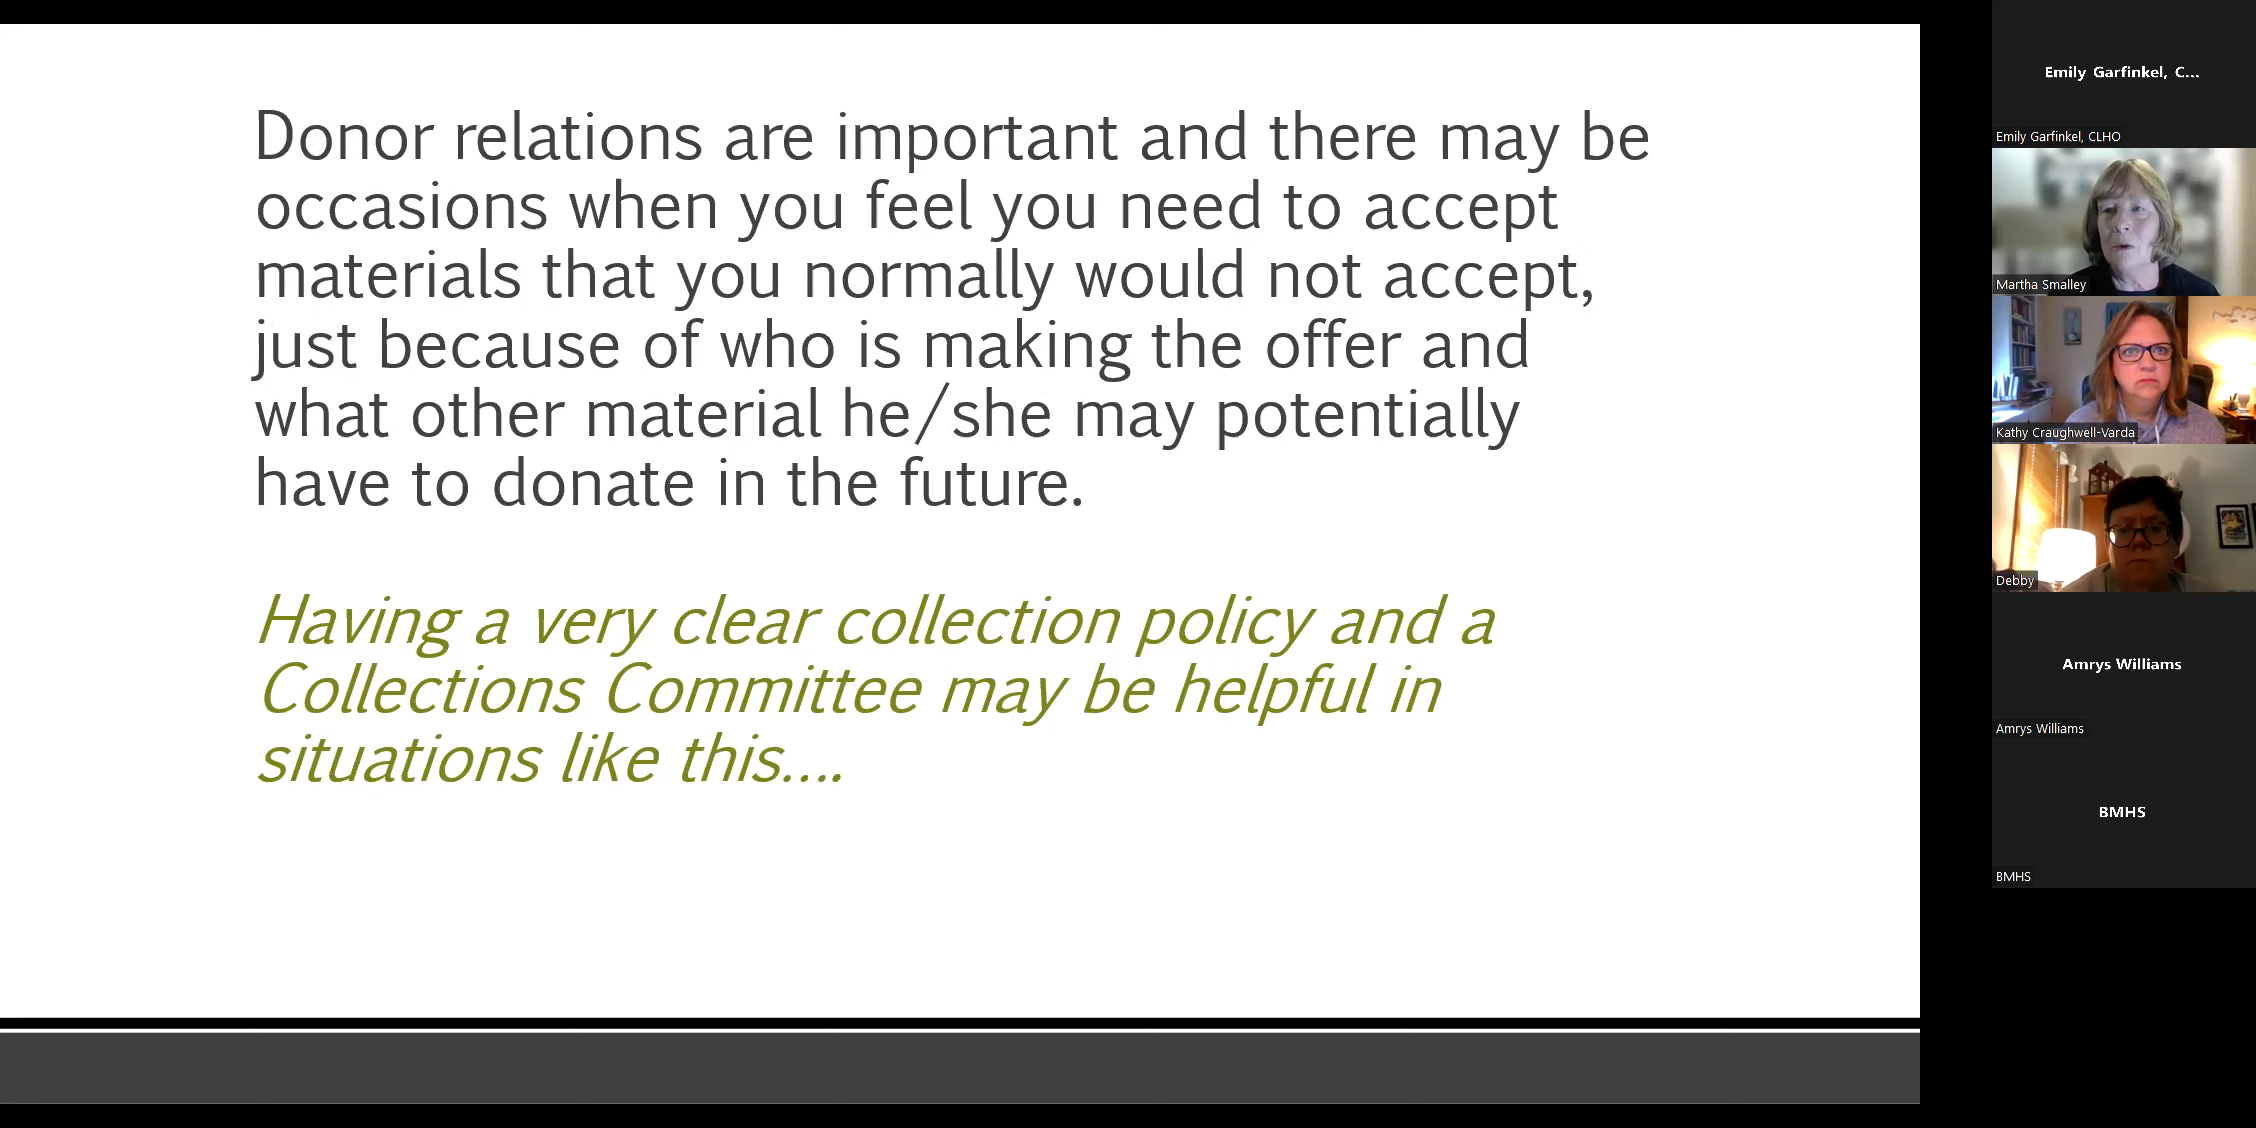 Donor relations are important and there may be
occasions when you feel you need to accept
materials that you normally would not accept,
just because of who is making the offer and
what other material he/she may potentially
have to donate in the future.
Having a very clear collection policy and a
Collections Committee may be helpful in
situations like this....
Emily Garfinkel, C...
Emily Garfinkel, CLHO
Martha Smalley
Kathy Craughwell-Varda
Debby
Amrys Williams
Amrys Williams
BMHS
BMHS